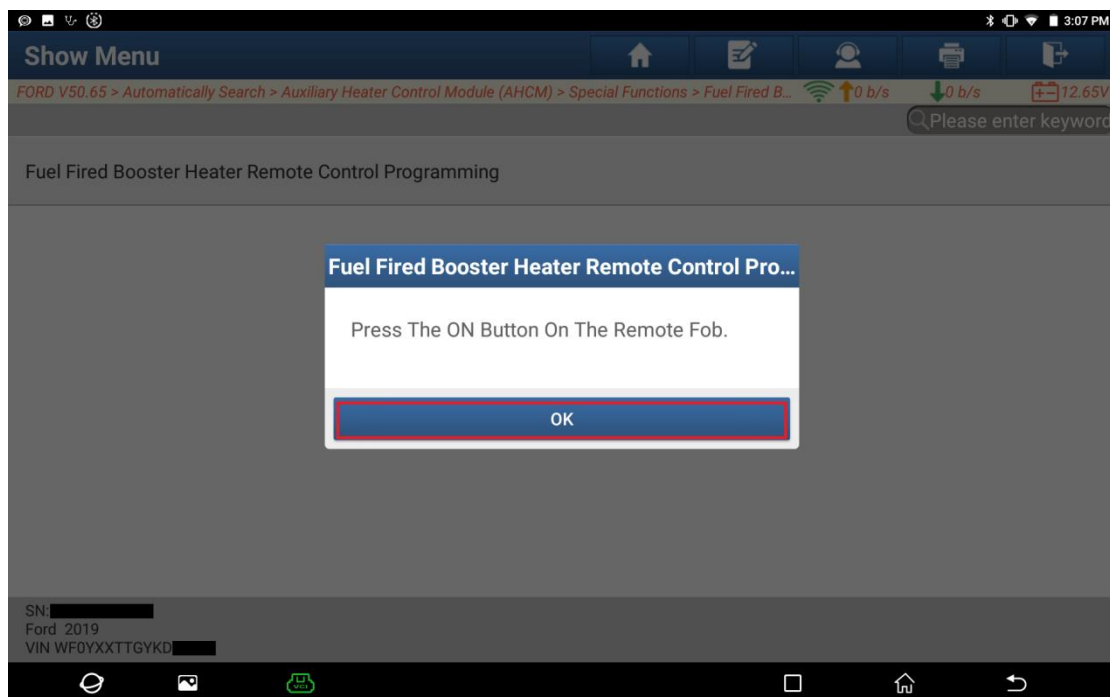 3:07 PM
Show Menu
FORD V50.65 > Automatically Search > Auxiliary Heater Control Module (AHCM) > Special Functions > Fuel Fired B... 0 b/s 0 b/s 12.65V
Please enter keyword
Fuel Fired Booster Heater Remote Control Programming
Fuel Fired Booster Heater Remote Control Pro...
Press The ON Button On The Remote Fob.
OK
SN:
Ford 2019
VIN WF0YXXTTGYKD
VCI